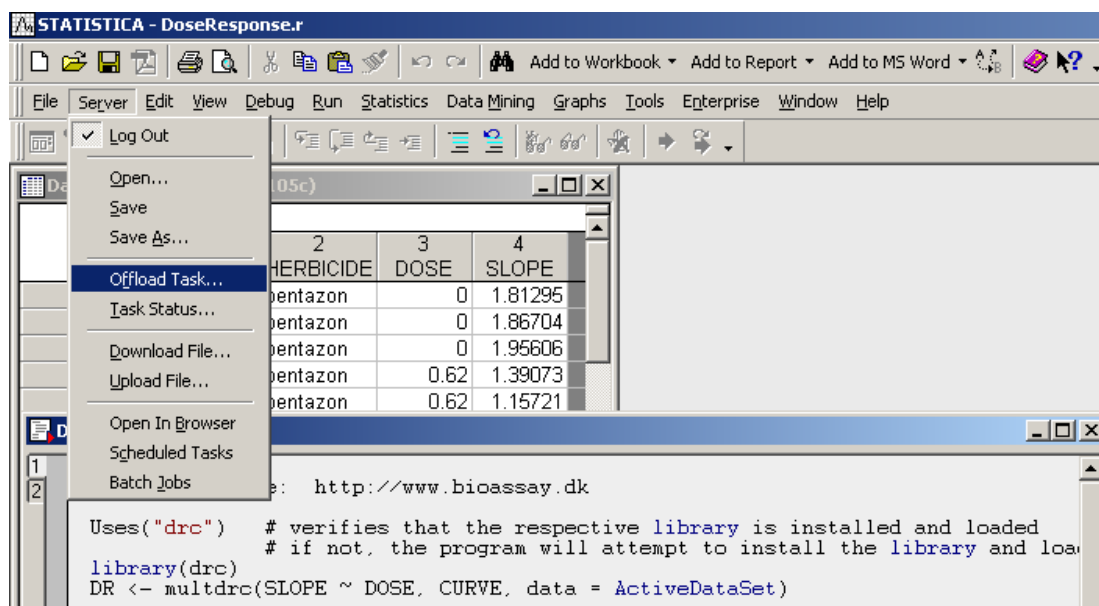 STATISTICA - DoseResponse.r
Add to Workbook Add to Report Add to MS Word
File Server Edit View Debug Run Statistics Data Mining Graphs Tools Enterprise Window Help
Log Out
Open...
Save
Save As...
Offload Task...
Task Status...
Download File...
Upload File...
Open In Browser
Scheduled Tasks
Batch Jobs
Da 105c)
2 3 4
HERBICIDE DOSE SLOPE
pentazon 0 1.81295
pentazon 0 1.86704
pentazon 0 1.95606
pentazon 0.62 1.39073
pentazon 0.62 1.15721
D
1
2
e: http://www.bioassay.dk
Uses("drc") # verifies that the respective library is installed and loaded
# if not, the program will attempt to install the library and loa
library(drc)
DR <- multdrc(SLOPE ~ DOSE, CURVE, data = ActiveDataSet)